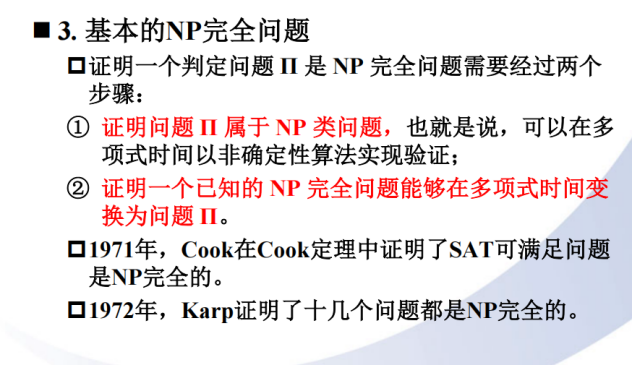 3. 基本的NP完全问题
证明一个判定问题 Π 是 NP 完全问题需要经过两个
步骤：
① 证明问题 Π 属于 NP 类问题，也就是说，可以在多
项式时间以非确定性算法实现验证；
② 证明一个已知的 NP 完全问题能够在多项式时间变
换为问题 Π。
1971年，Cook在Cook定理中证明了SAT可满足问题
是NP完全的。
1972年，Karp证明了十几个问题都是NP完全的。